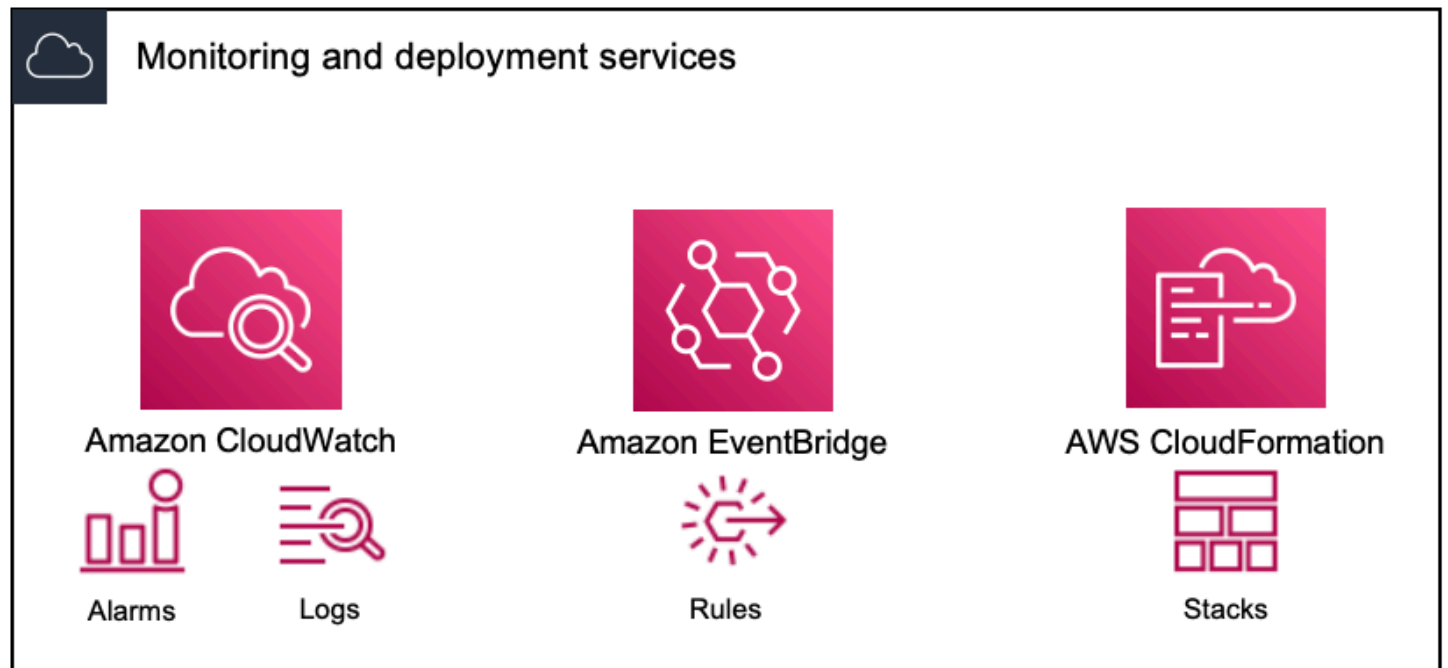 Monitoring and deployment services
Amazon CloudWatch
Amazon EventBridge
AWS CloudFormation
Alarms
Logs
Rules
Stacks